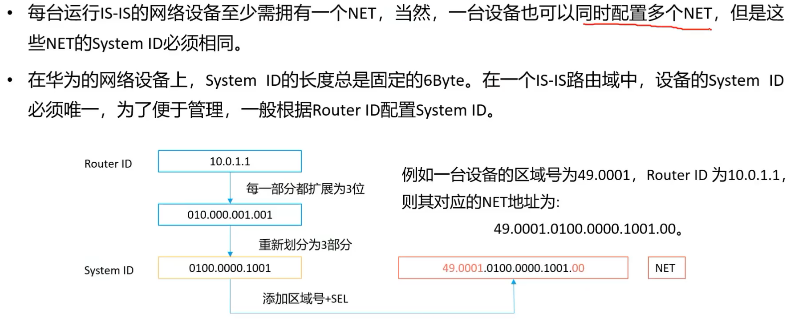 • 每台运行IS-IS的网络设备至少需拥有一个NET，当然，一台设备也可以同时配置多个NET，但是这
些NET的System ID必须相同。
• 在华为的网络设备上，System ID的长度总是固定的6Byte。在一个IS-IS路由域中，设备的System ID
必须唯一，为了便于管理，一般根据Router ID配置System ID。
Router ID
10.0.1.1
每一部分都扩展为3位
010.000.001.001
重新划分为3部分
System ID
0100.0000.1001
添加区域号+SEL
例如一台设备的区域号为49.0001，Router ID 为10.0.1.1，
则其对应的NET地址为:
49.0001.0100.0000.1001.00。
49.0001.0100.0000.1001.00
NET